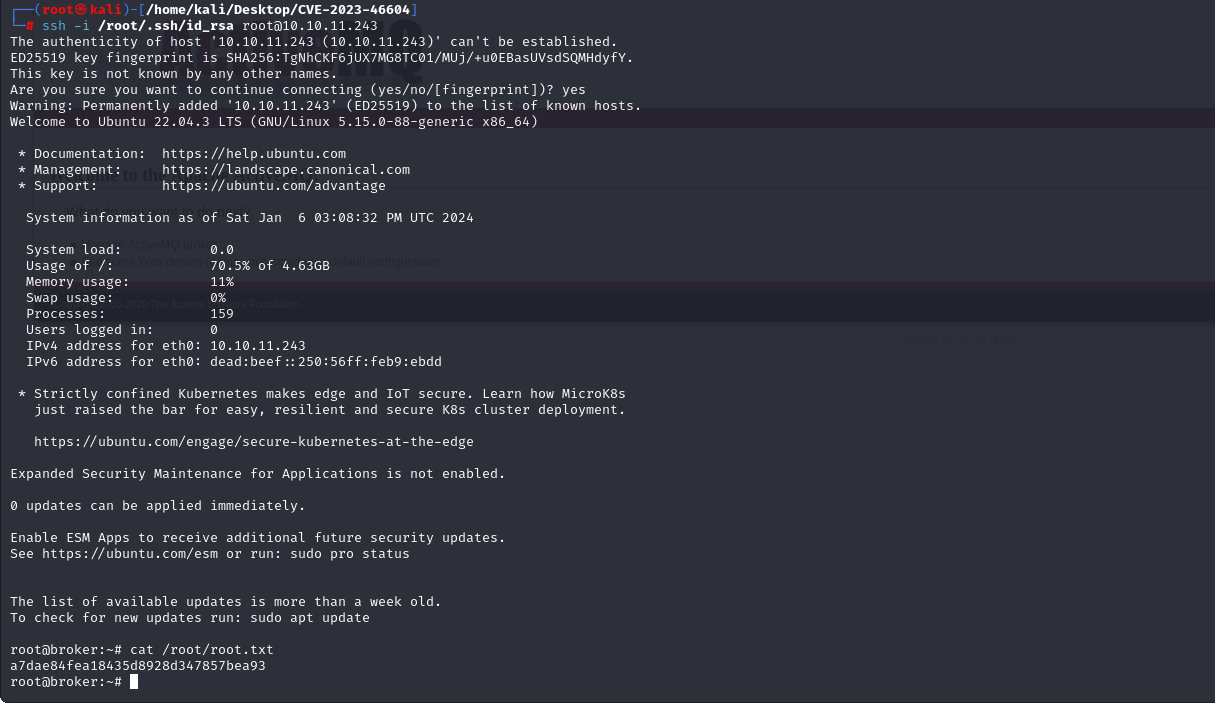 ┌──(root㉿kali)-[/home/kali/Desktop/CVE-2023-46604]
└─# ssh -i /root/.ssh/id_rsa root@10.10.11.243
The authenticity of host '10.10.11.243 (10.10.11.243)' can't be established.
ED25519 key fingerprint is SHA256:TgNhCKF6jUX7MG8TC01/MUj/+u0EBasUVsdSQMHdyfY.
This key is not known by any other names.
Are you sure you want to continue connecting (yes/no/[fingerprint])? yes
Warning: Permanently added '10.10.11.243' (ED25519) to the list of known hosts.
Welcome to Ubuntu 22.04.3 LTS (GNU/Linux 5.15.0-88-generic x86_64)
 * Documentation:  https://help.ubuntu.com
 * Management:     https://landscape.canonical.com
 * Support:        https://ubuntu.com/advantage
  System information as of Sat Jan  6 03:08:32 PM UTC 2024
  System load:           0.0
  Usage of /:            70.5% of 4.63GB
  Memory usage:          11%
  Swap usage:            0%
  Processes:             159
  Users logged in:       0
  IPv4 address for eth0: 10.10.11.243
  IPv6 address for eth0: dead:beef::250:56ff:feb9:ebdd
 * Strictly confined Kubernetes makes edge and IoT secure. Learn how MicroK8s
   just raised the bar for easy, resilient and secure K8s cluster deployment.
   https://ubuntu.com/engage/secure-kubernetes-at-the-edge
Expanded Security Maintenance for Applications is not enabled.
0 updates can be applied immediately.
Enable ESM Apps to receive additional future security updates.
See https://ubuntu.com/esm or run: sudo pro status
The list of available updates is more than a week old.
To check for new updates run: sudo apt update
root@broker:~# cat /root/root.txt
a7dae84fea18435d8928d347857bea93
root@broker:~#